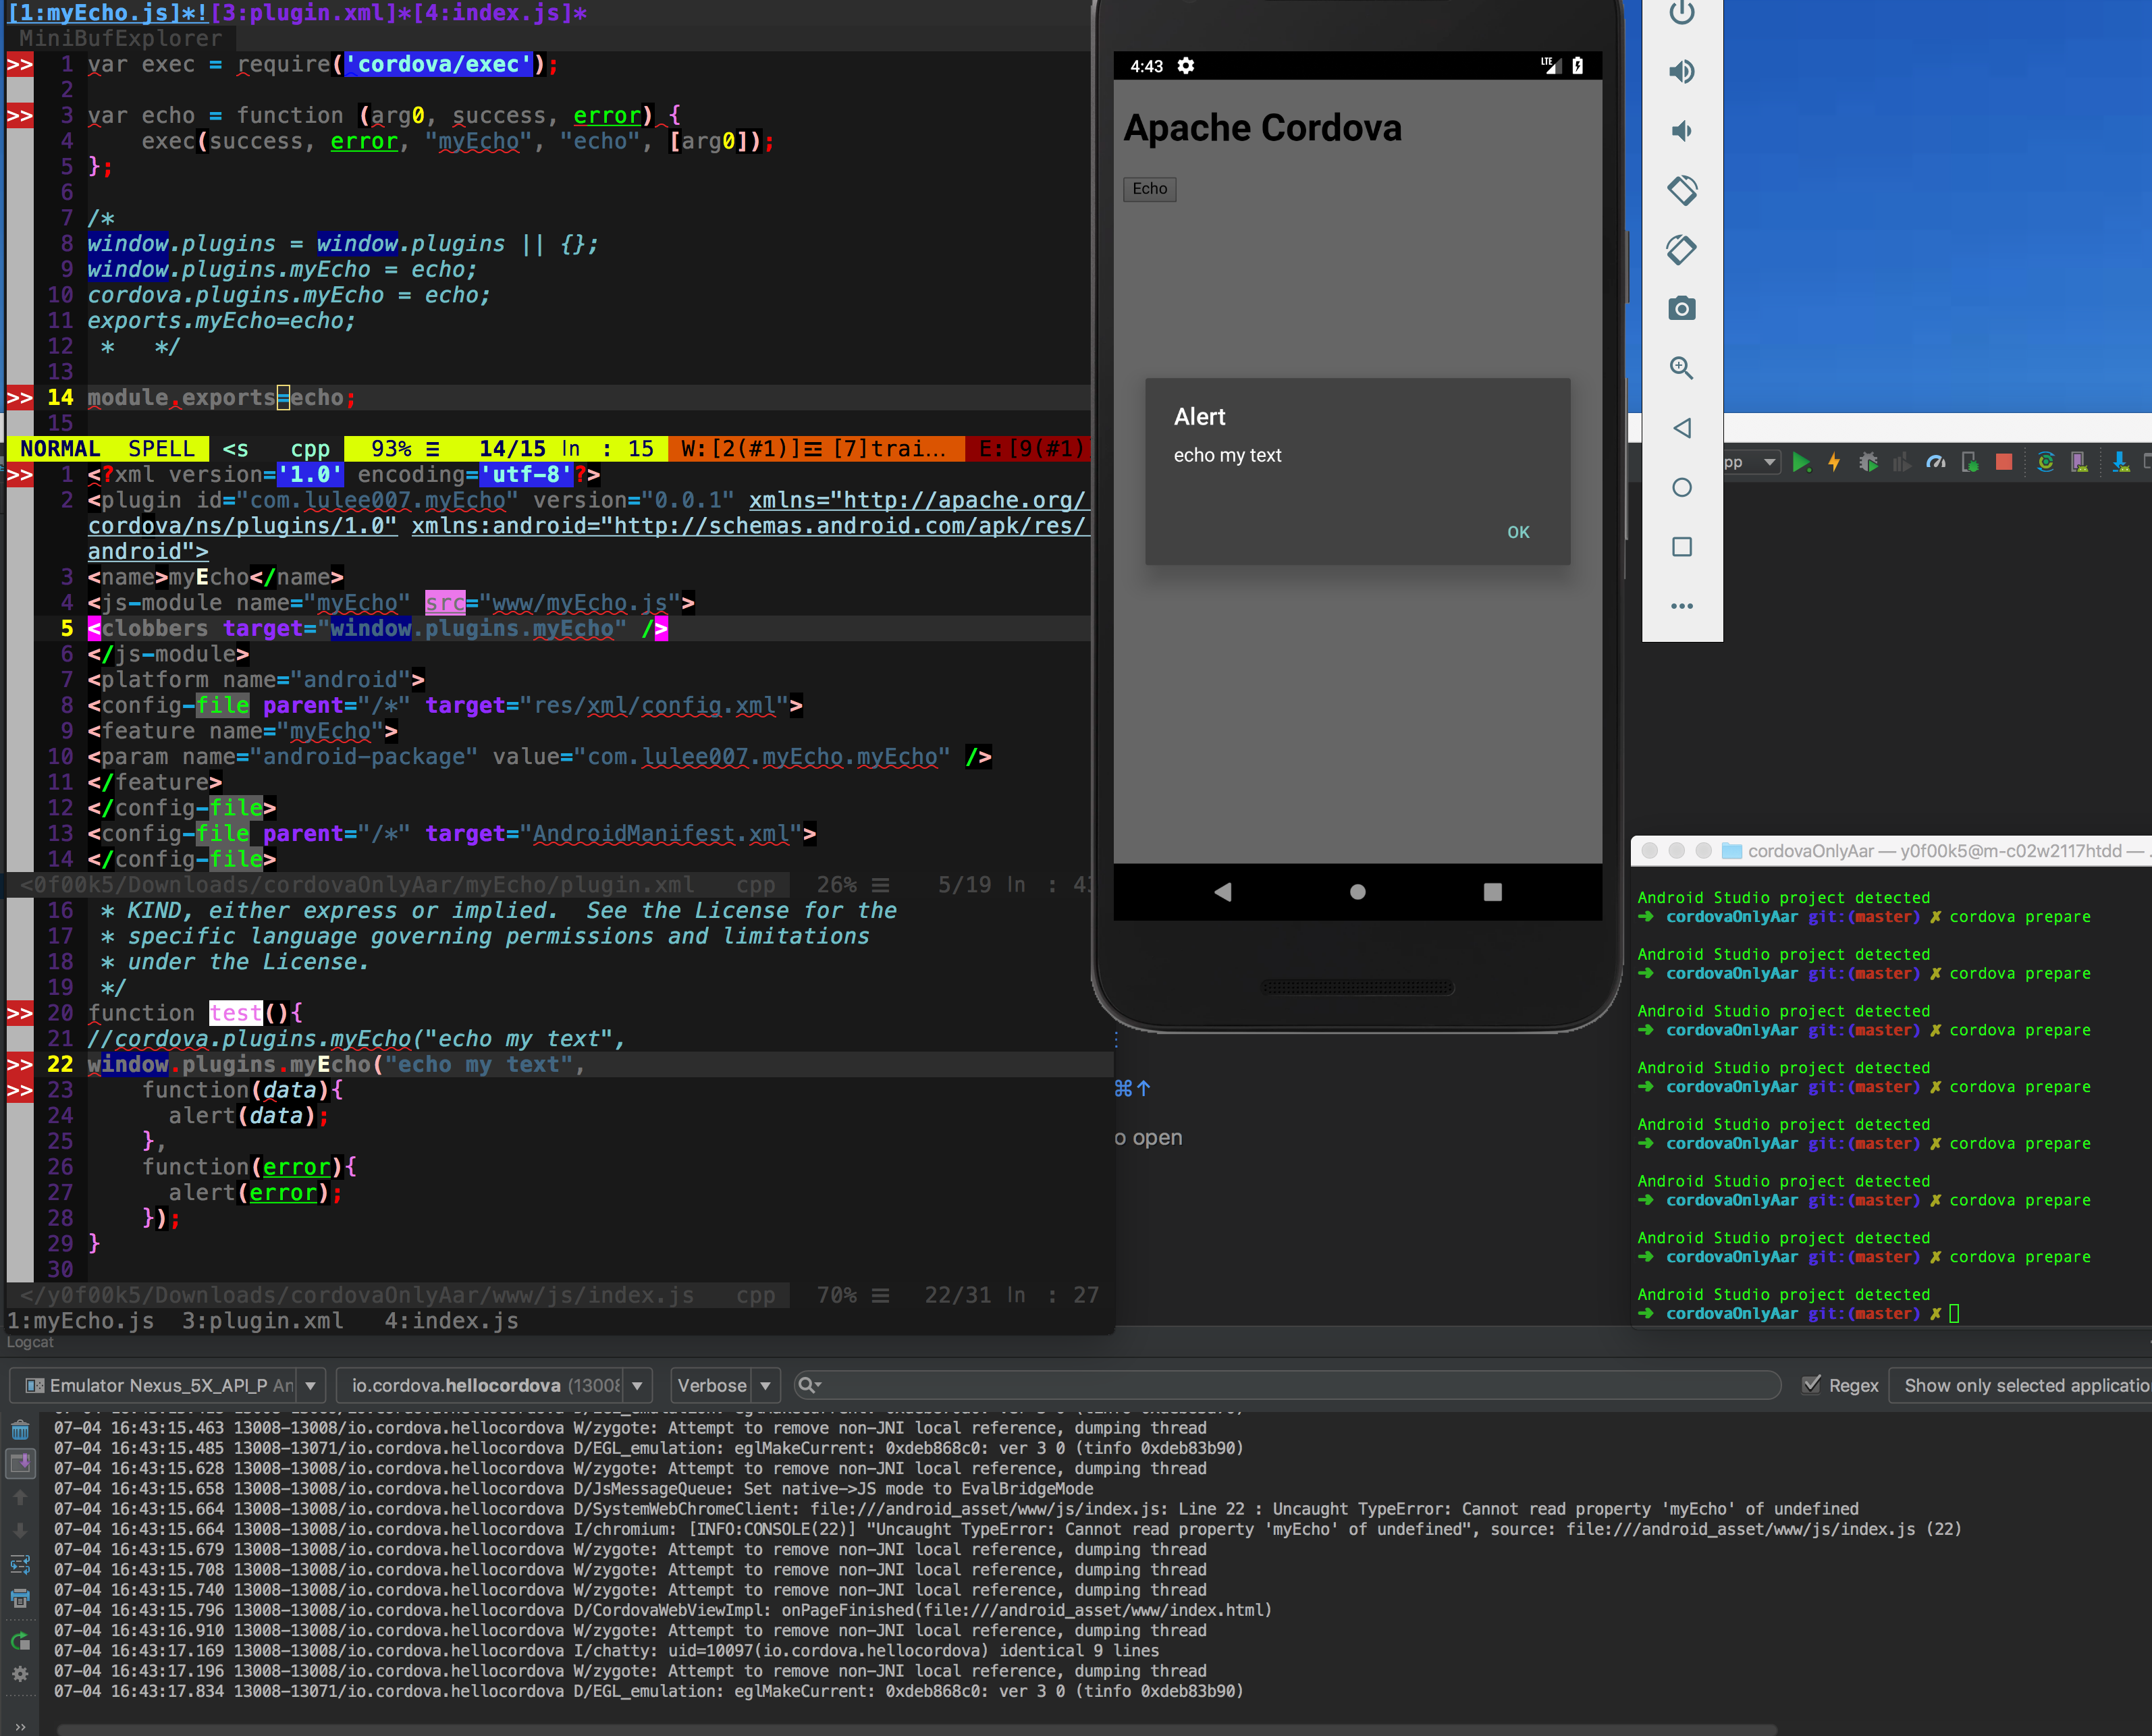 [1:myEcho.js]*![3:plugin.xml]*[4:index.js]*
MiniBufExplorer
>> 1 var exec = require('cordova/exec');
2
>> 3 var echo = function (arg0, success, error) {
4 exec(success, error, "myEcho", "echo", [arg0]);
5 };
6
7 /*
8 window.plugins = window.plugins || {};
9 window.plugins.myEcho = echo;
10 cordova.plugins.myEcho = echo;
11 exports.myEcho=echo;
12 * */
13
>> 14 module.exports=echo;
15
NORMAL SPELL <s cpp 93% ☰ 14/15 ln : 15 W:[2(#1)]☰ [7]trai... E:[9(#1)]
>> 1 <?xml version='1.0' encoding='utf-8'?>
2 <plugin id="com.lulee007.myEcho" version="0.0.1" xmlns="http://apache.org/
cordova/ns/plugins/1.0" xmlns:android="http://schemas.android.com/apk/res/
android">
3 <name>myEcho</name>
4 <js-module name="myEcho" src="www/myEcho.js">
5 <clobbers target="window.plugins.myEcho" />
6 </js-module>
7 <platform name="android">
8 <config-file parent="/*" target="res/xml/config.xml">
9 <feature name="myEcho">
10 <param name="android-package" value="com.lulee007.myEcho.myEcho" />
11 </feature>
12 </config-file>
13 <config-file parent="/*" target="AndroidManifest.xml">
14 </config-file>
<0f00k5/Downloads/cordovaOnlyAar/myEcho/plugin.xml cpp 26% ☰ 5/19 ln : 43
16 * KIND, either express or implied. See the License for the
17 * specific language governing permissions and limitations
18 * under the License.
19 */
>> 20 function test(){
21 //cordova.plugins.myEcho("echo my text",
>> 22 window.plugins.myEcho("echo my text",
>> 23 function(data){
24 alert(data);
25 },
26 function(error){
27 alert(error);
28 });
29 }
30
</y0f00k5/Downloads/cordovaOnlyAar/www/js/index.js cpp 70% ☰ 22/31 ln : 27
1:myEcho.js 3:plugin.xml 4:index.js
4:43
LTE
Apache Cordova
Echo
Alert
echo my text
OK
pp
⌘↑
o open
cordovaOnlyAar — y0f00k5@m-c02w2117htdd —
Android Studio project detected
➜ cordovaOnlyAar git:(master) ✗ cordova prepare
Android Studio project detected
➜ cordovaOnlyAar git:(master) ✗ cordova prepare
Android Studio project detected
➜ cordovaOnlyAar git:(master) ✗ cordova prepare
Android Studio project detected
➜ cordovaOnlyAar git:(master) ✗ cordova prepare
Android Studio project detected
➜ cordovaOnlyAar git:(master) ✗ cordova prepare
Android Studio project detected
➜ cordovaOnlyAar git:(master) ✗ cordova prepare
Android Studio project detected
➜ cordovaOnlyAar git:(master) ✗ cordova prepare
Android Studio project detected
➜ cordovaOnlyAar git:(master) ✗
Logcat
Emulator Nexus_5X_API_P An io.cordova.hellocordova (13008 Verbose Regex Show only selected applicatio
07-04 16:43:15.463 13008-13008/io.cordova.hellocordova W/zygote: Attempt to remove non-JNI local reference, dumping thread
07-04 16:43:15.485 13008-13071/io.cordova.hellocordova D/EGL_emulation: eglMakeCurrent: 0xdeb868c0: ver 3 0 (tinfo 0xdeb83b90)
07-04 16:43:15.628 13008-13008/io.cordova.hellocordova W/zygote: Attempt to remove non-JNI local reference, dumping thread
07-04 16:43:15.658 13008-13008/io.cordova.hellocordova D/JsMessageQueue: Set native->JS mode to EvalBridgeMode
07-04 16:43:15.664 13008-13008/io.cordova.hellocordova D/SystemWebChromeClient: file:///android_asset/www/js/index.js: Line 22 : Uncaught TypeError: Cannot read property 'myEcho' of undefined
07-04 16:43:15.664 13008-13008/io.cordova.hellocordova I/chromium: [INFO:CONSOLE(22)] "Uncaught TypeError: Cannot read property 'myEcho' of undefined", source: file:///android_asset/www/js/index.js (22)
07-04 16:43:15.679 13008-13008/io.cordova.hellocordova W/zygote: Attempt to remove non-JNI local reference, dumping thread
07-04 16:43:15.708 13008-13008/io.cordova.hellocordova W/zygote: Attempt to remove non-JNI local reference, dumping thread
07-04 16:43:15.740 13008-13008/io.cordova.hellocordova W/zygote: Attempt to remove non-JNI local reference, dumping thread
07-04 16:43:15.796 13008-13008/io.cordova.hellocordova D/CordovaWebViewImpl: onPageFinished(file:///android_asset/www/index.html)
07-04 16:43:16.910 13008-13008/io.cordova.hellocordova W/zygote: Attempt to remove non-JNI local reference, dumping thread
07-04 16:43:17.169 13008-13008/io.cordova.hellocordova I/chatty: uid=10097(io.cordova.hellocordova) identical 9 lines
07-04 16:43:17.196 13008-13008/io.cordova.hellocordova W/zygote: Attempt to remove non-JNI local reference, dumping thread
07-04 16:43:17.834 13008-13071/io.cordova.hellocordova D/EGL_emulation: eglMakeCurrent: 0xdeb868c0: ver 3 0 (tinfo 0xdeb83b90)